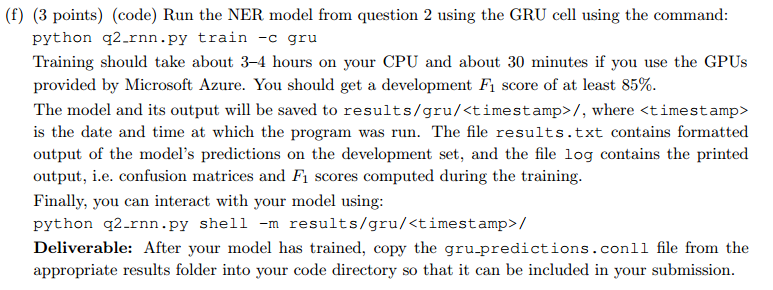 (f) (3 points) (code) Run the NER model from question 2 using the GRU cell using the command:
python q2_rnn.py train -c gru
Training should take about 3–4 hours on your CPU and about 30 minutes if you use the GPUs
provided by Microsoft Azure. You should get a development F1 score of at least 85%.
The model and its output will be saved to results/gru/<timestamp>/, where <timestamp>
is the date and time at which the program was run. The file results.txt contains formatted
output of the model's predictions on the development set, and the file log contains the printed
output, i.e. confusion matrices and F1 scores computed during the training.
Finally, you can interact with your model using:
python q2_rnn.py shell -m results/gru/<timestamp>/
Deliverable: After your model has trained, copy the gru_predictions.conll file from the
appropriate results folder into your code directory so that it can be included in your submission.